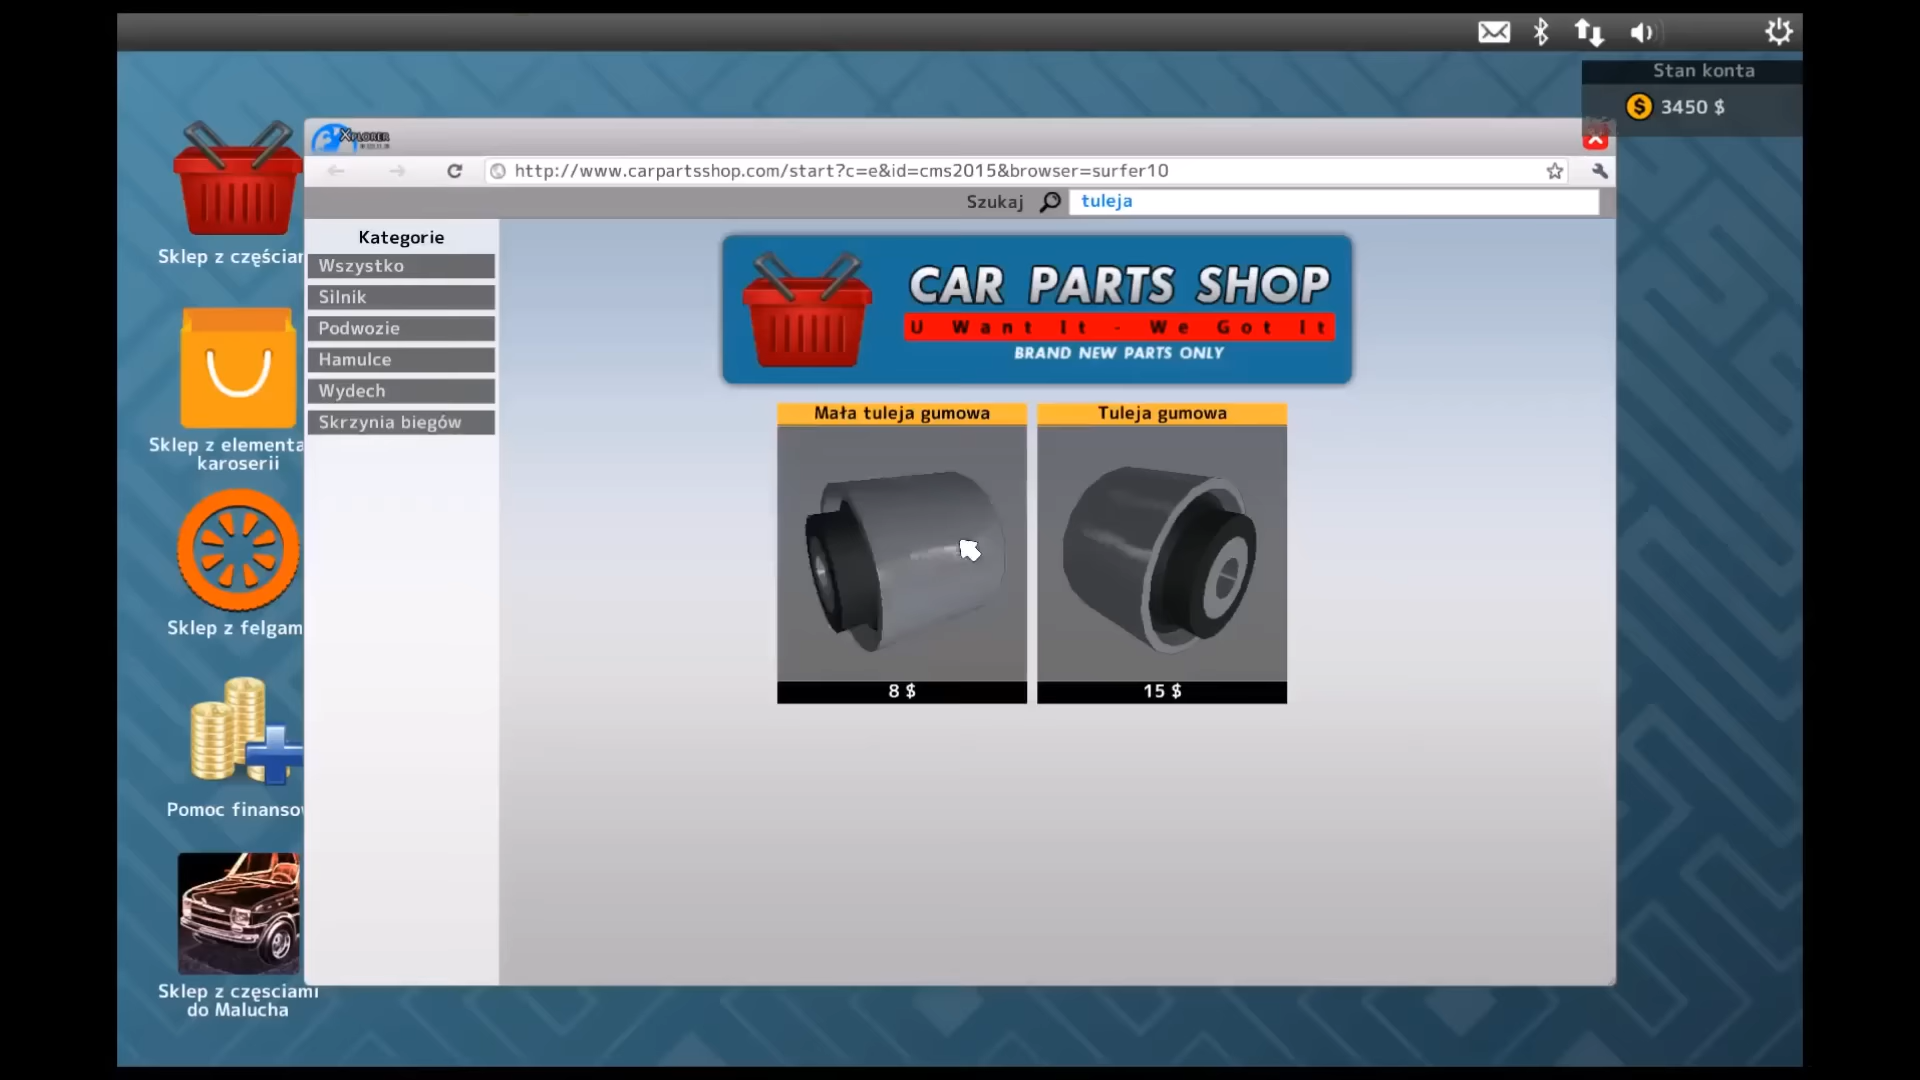 Stan konta
3450 $
XPLORER
http://www.carpartsshop.com/start?c=e&id=cms2015&browser=surfer10
Szukaj
tuleja
Kategorie
Wszystko
Silnik
Podwozie
Hamulce
Wydech
Skrzynia biegów
CAR PARTS SHOP
U Want It - We Got It
BRAND NEW PARTS ONLY
Mała tuleja gumowa
8 $
Tuleja gumowa
15 $
Sklep z częścian
Sklep z elementa
karoserii
Sklep z felgam
Pomoc finanso
Sklep z częsciami
do Malucha